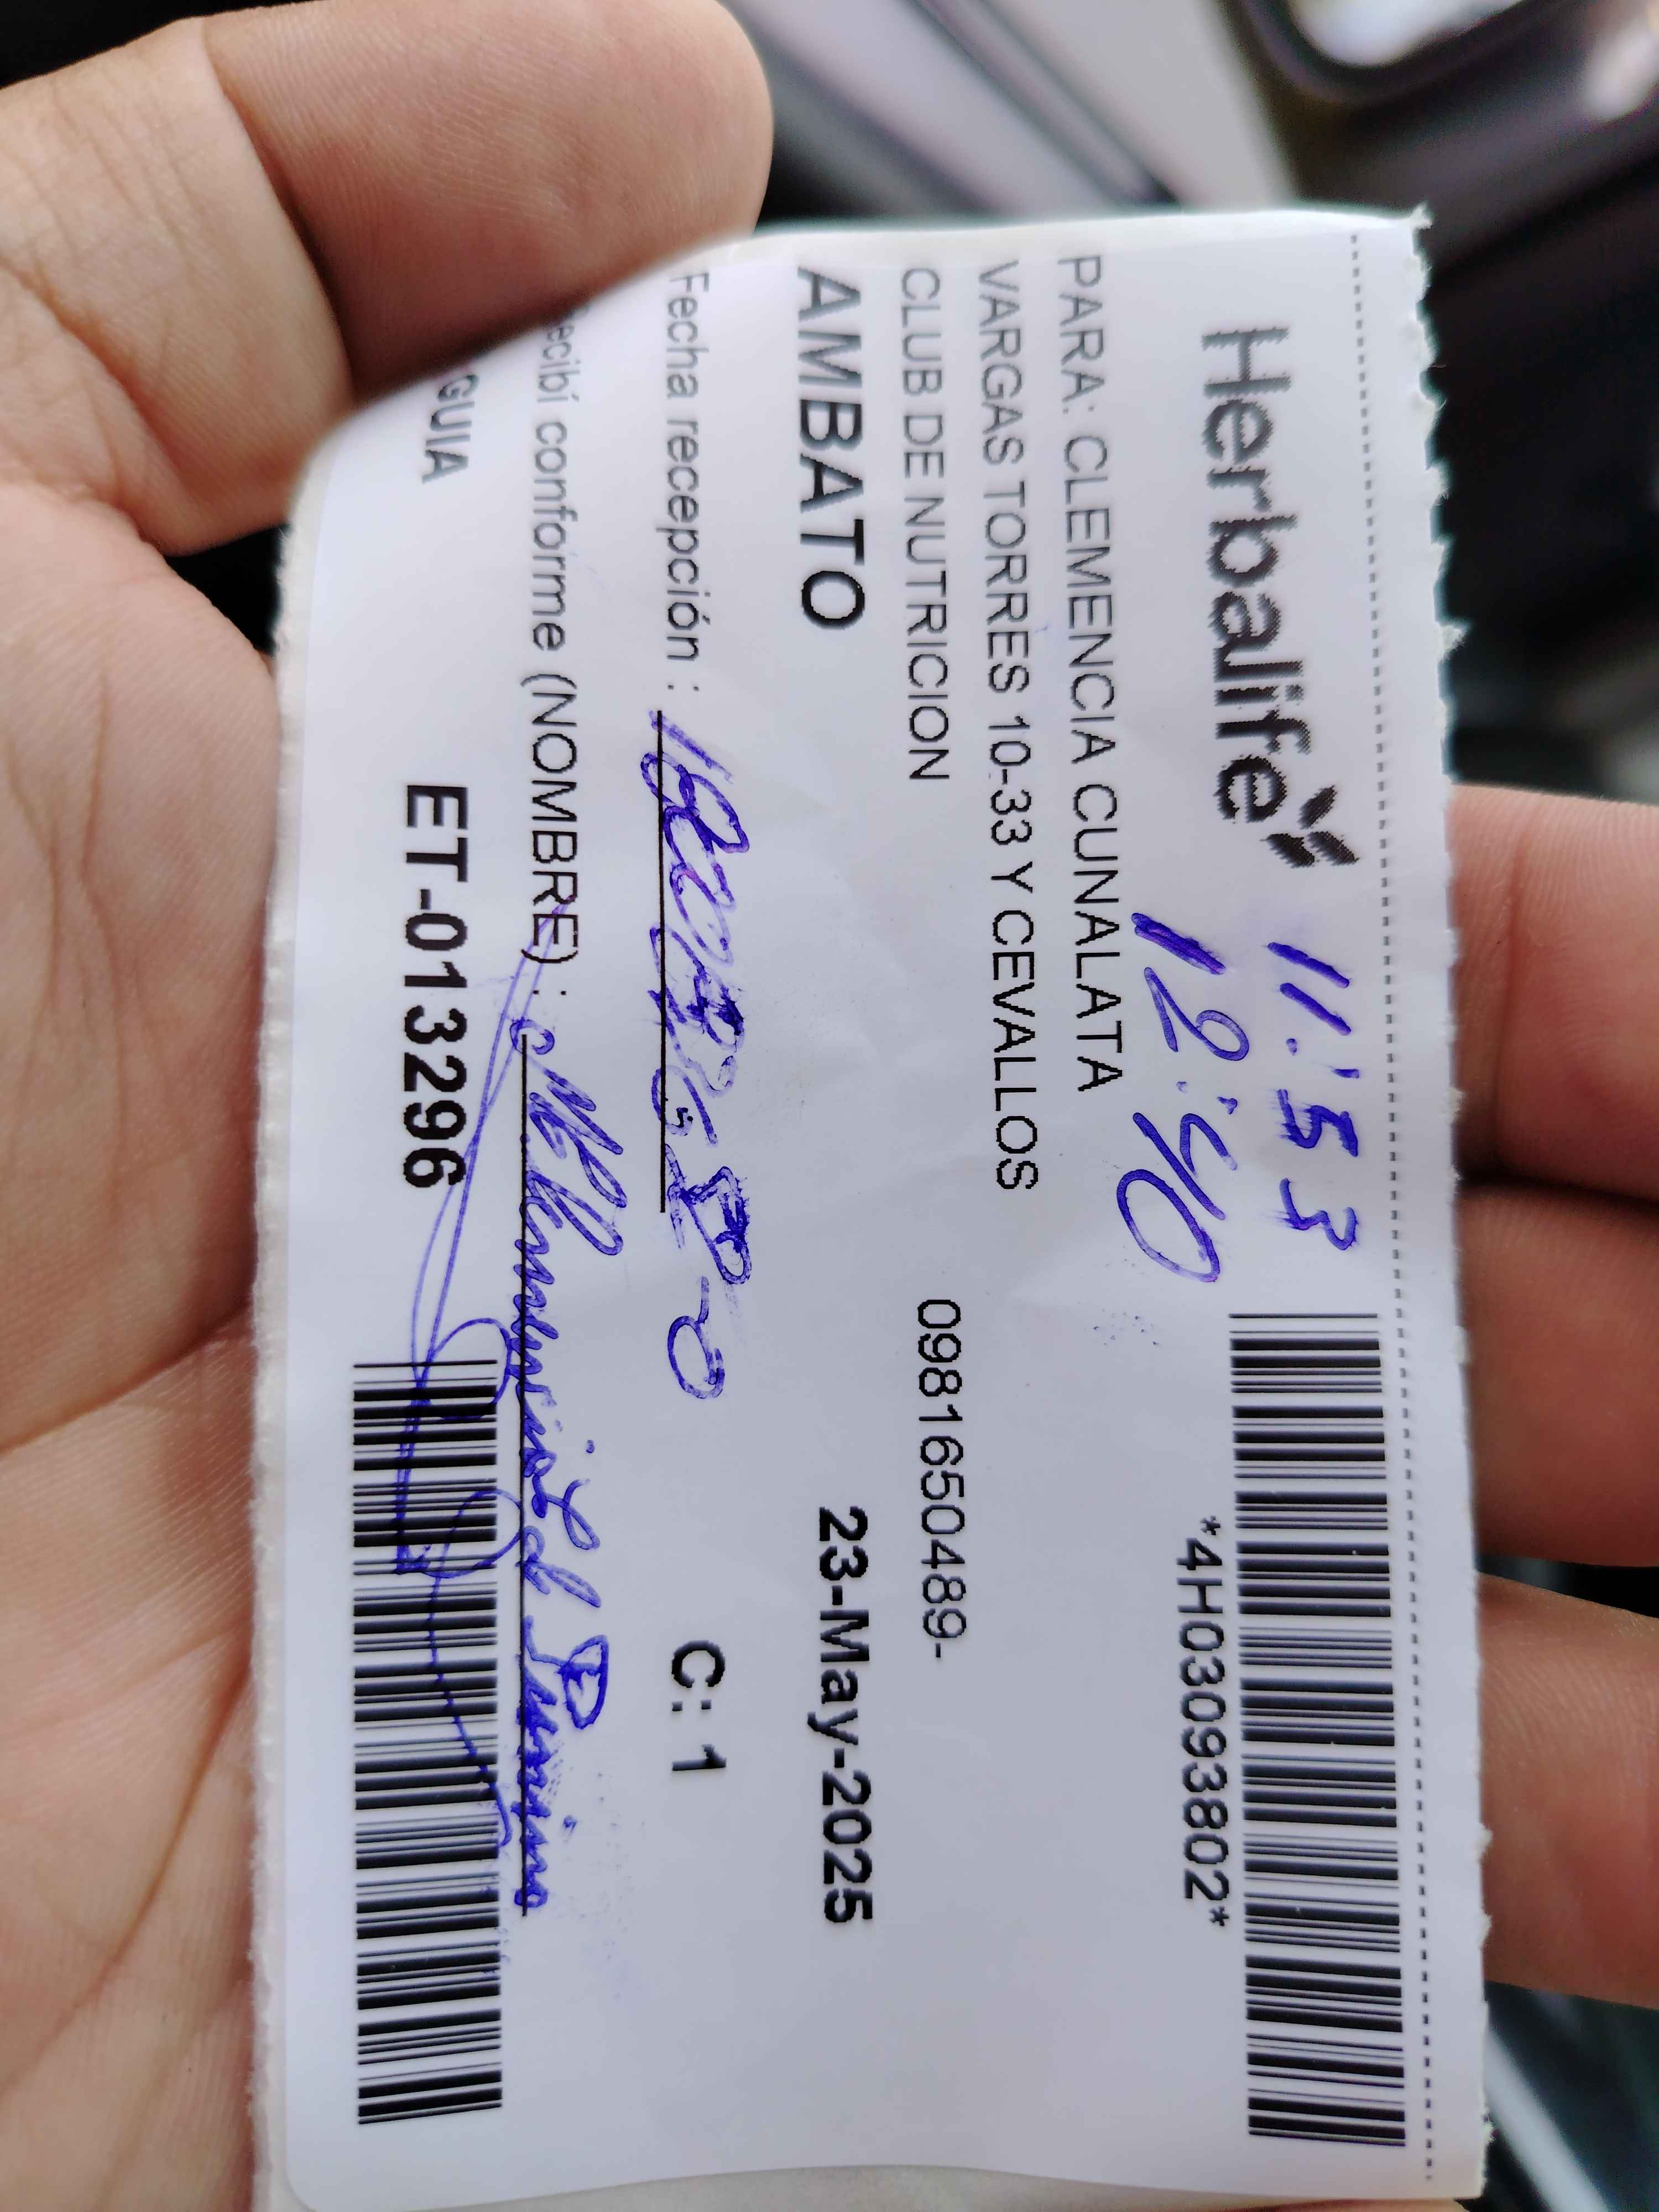 Herbalife 11:53
12:40
*4H03093802*
PARA: CLEMENCIA CUNALATA
VARGAS TORRES 10-33 Y CEVALLOS
CLUB DE NUTRICION 0981650489-
AMBATO 23-May-2025
Fecha recepción :
C: 1
ecibí conforme (NOMBRE) :
GUIA ET-013296